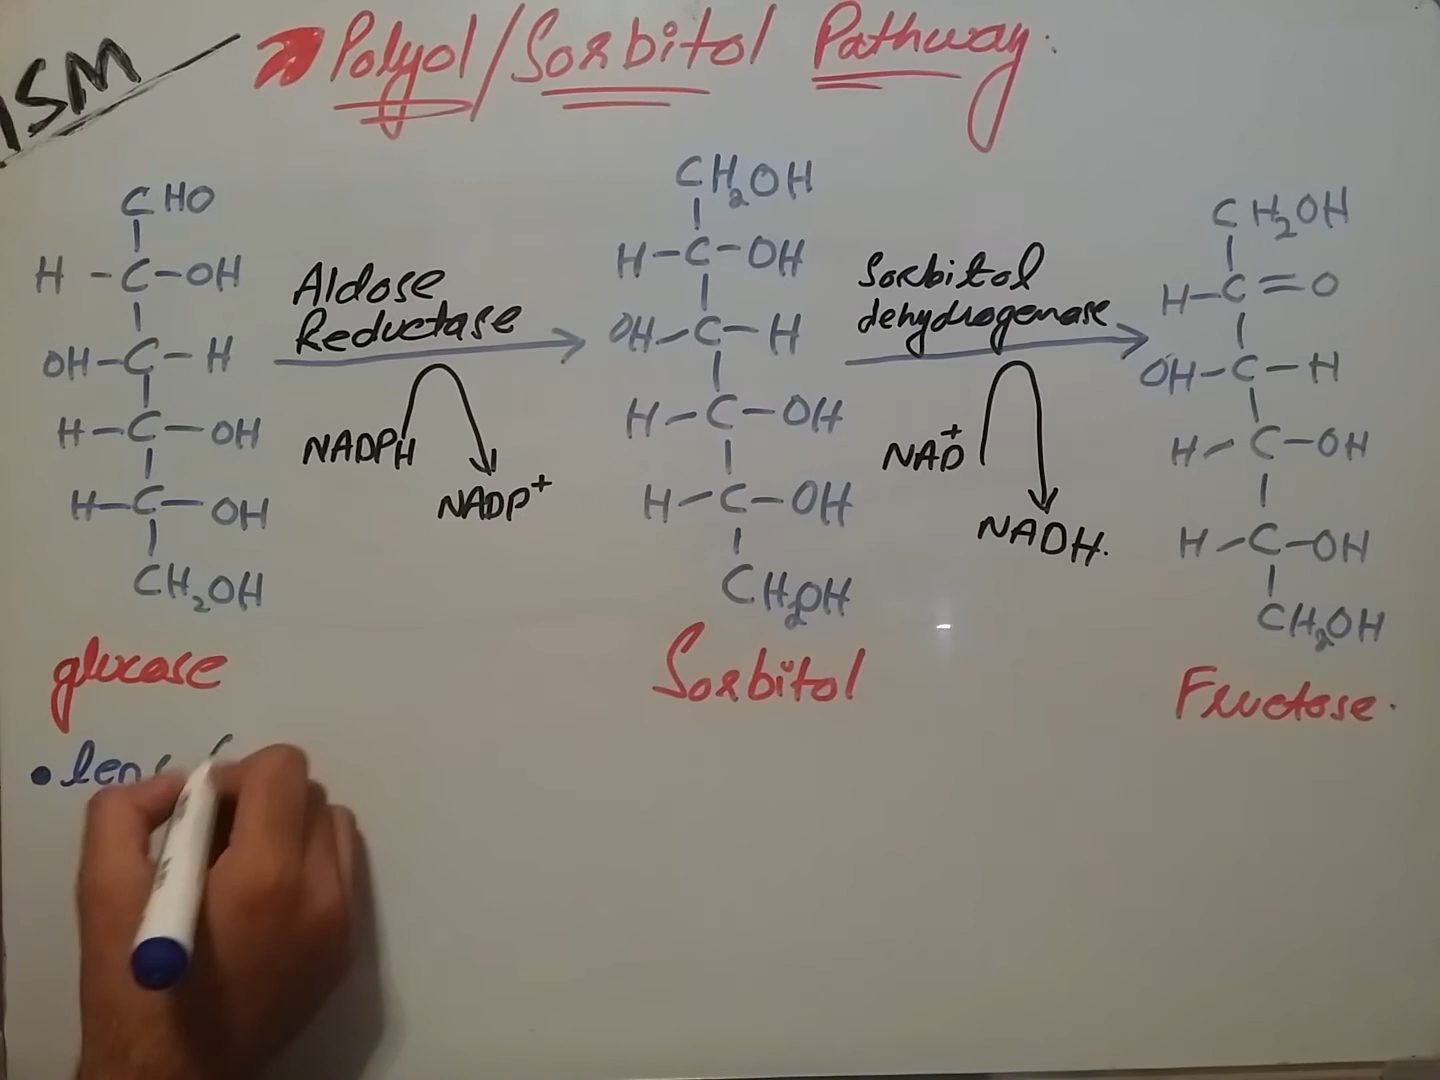 ISM
Polyol/Sorbitol Pathway.
CHO
H-C-OH
OH-C-H
H-C-OH
H-C-OH
CH2OH
glucose
Aldose
Reductase
NADPH
NADP+
CH2OH
H-C-OH
OH-C-H
H-C-OH
H-C-OH
CH2OH
Sorbitol
Sorbitol
dehydrogenase
NAD+
NADH.
CH2OH
H-C=O
OH-C-H
H-C-OH
H-C-OH
CH2OH
Fructose.